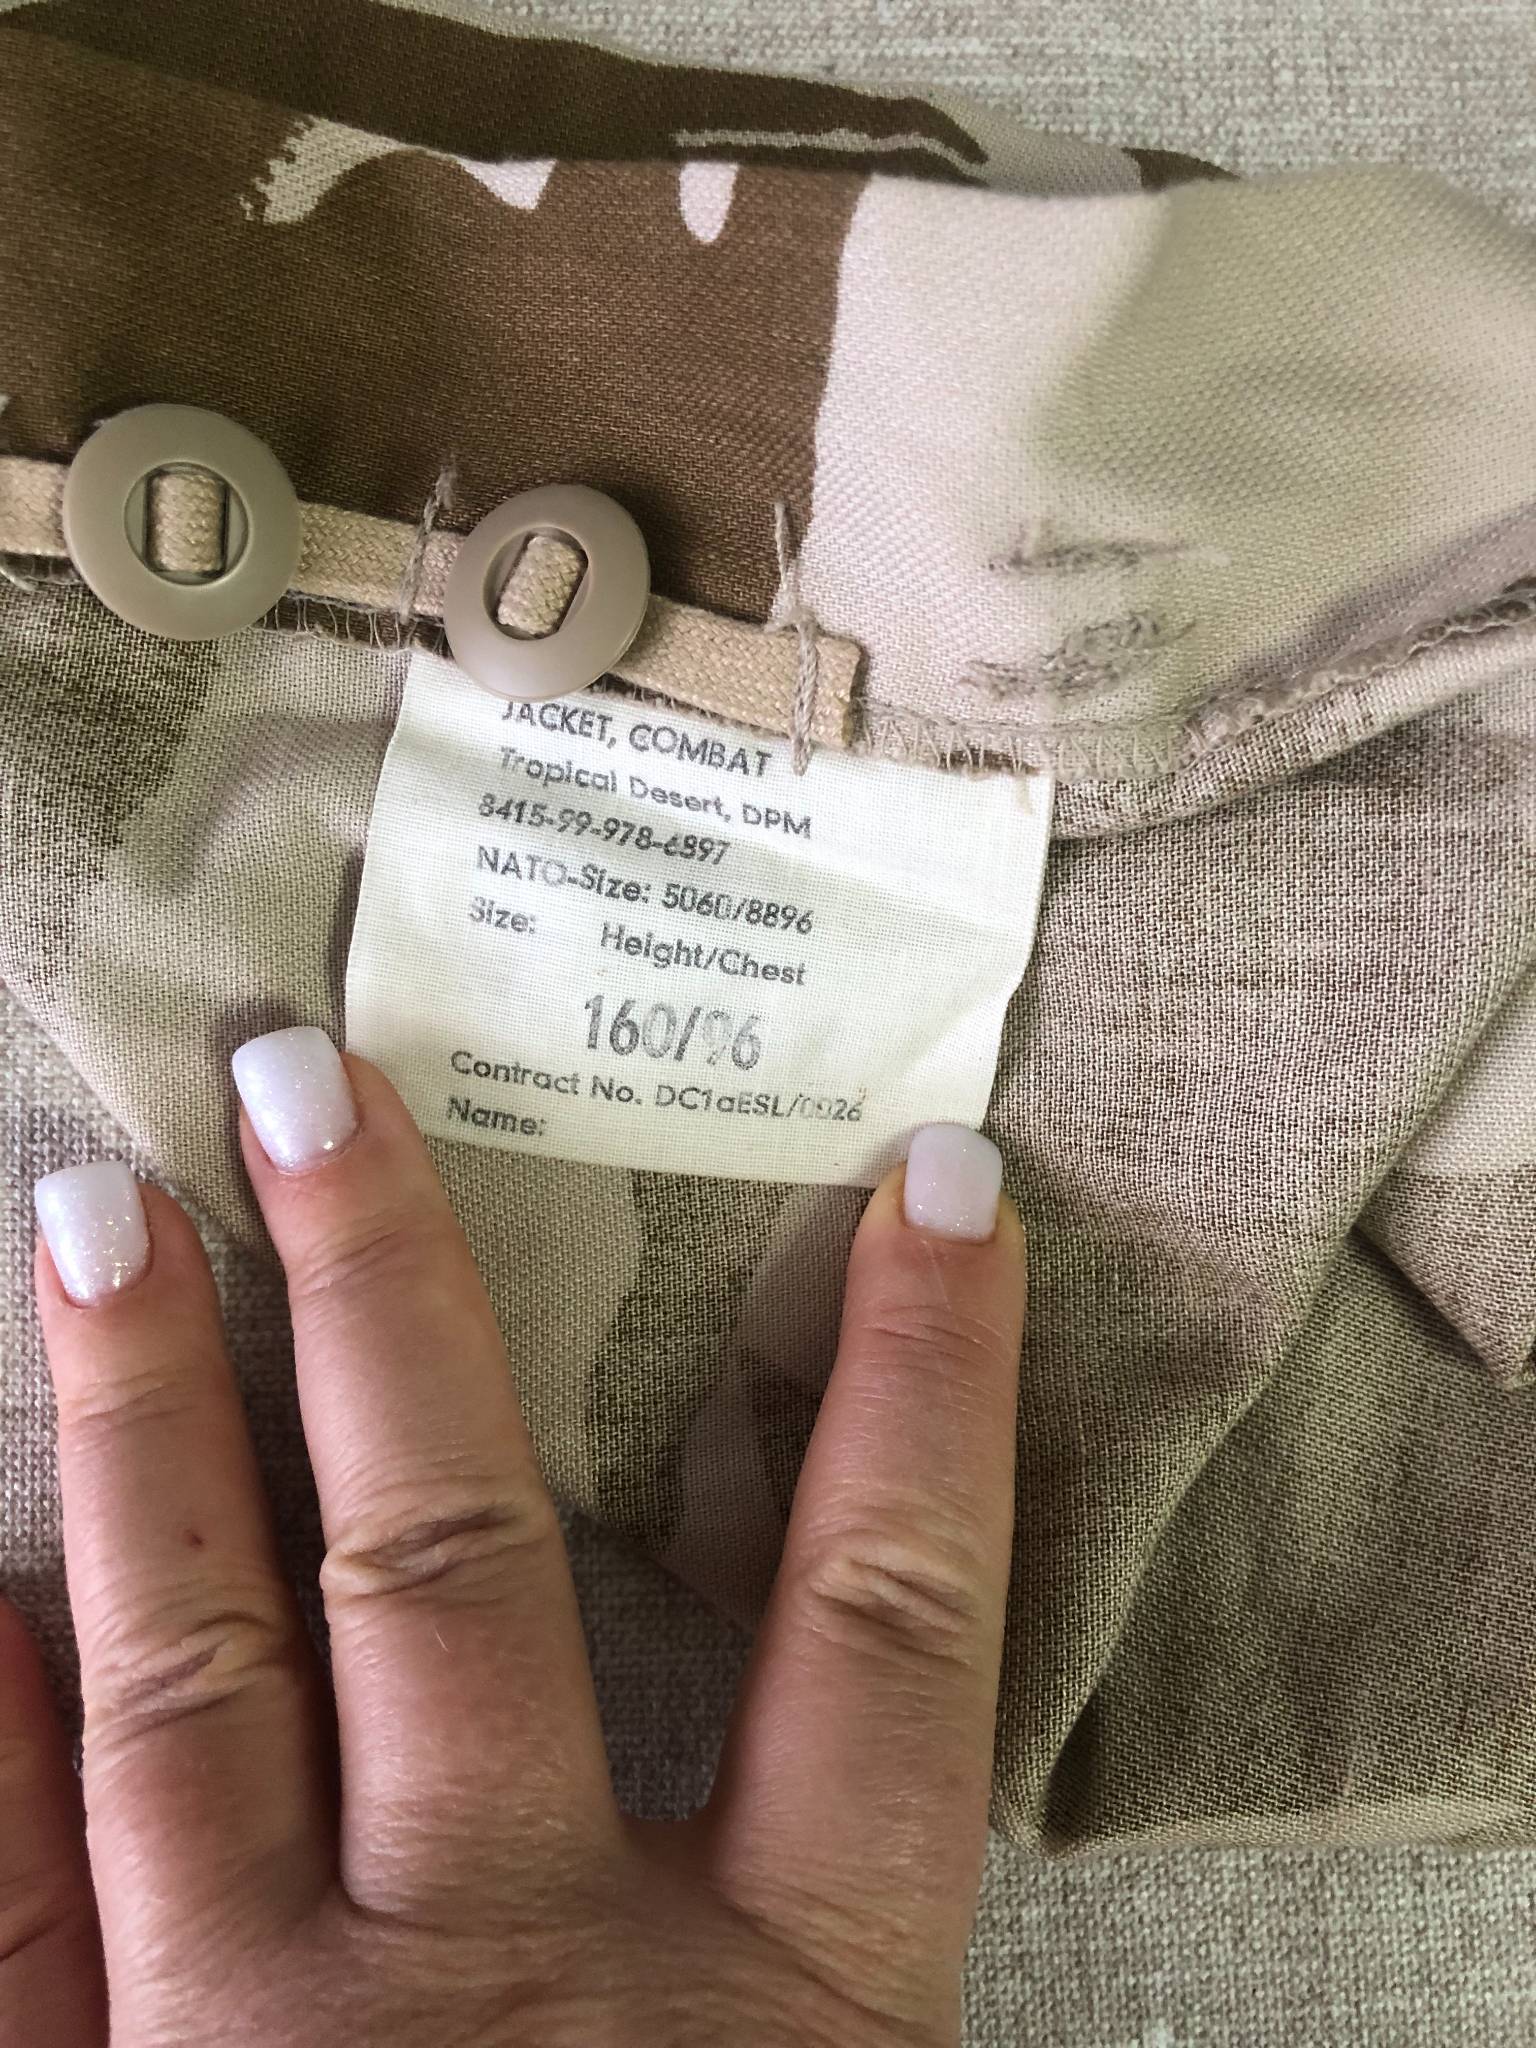 JACKET, COMBAT
Tropical Desert, DPM
8415-99-978-6897
NATO-Size: 5060/8896
Size: Height/Chest
160/96
Contract No. DC1aESL/0026
Name: